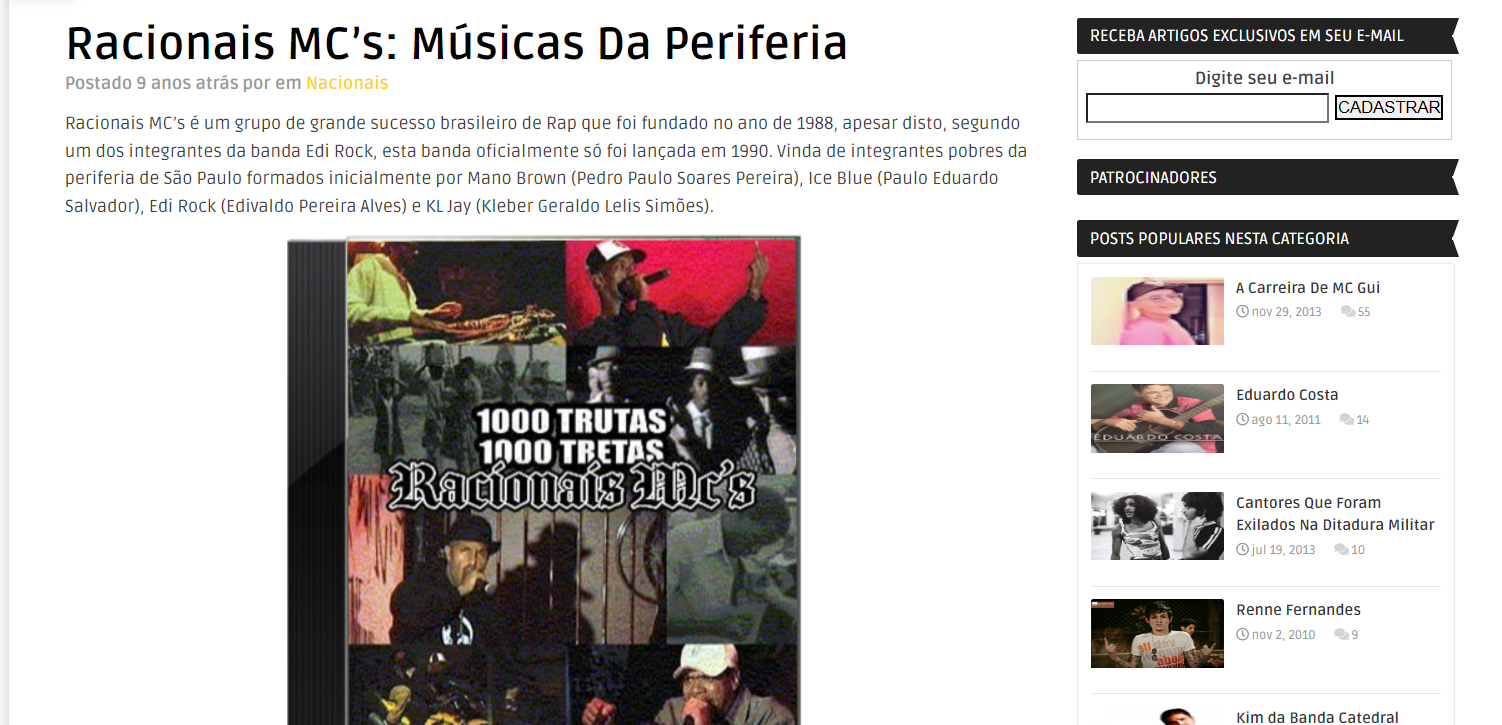 Racionais MC’s: Músicas Da Periferia
Postado 9 anos atrás por em Nacionais
Racionais MC’s é um grupo de grande sucesso brasileiro de Rap que foi fundado no ano de 1988, apesar disto, segundo
um dos integrantes da banda Edi Rock, esta banda oficialmente só foi lançada em 1990. Vinda de integrantes pobres da
periferia de São Paulo formados inicialmente por Mano Brown (Pedro Paulo Soares Pereira), Ice Blue (Paulo Eduardo
Salvador), Edi Rock (Edivaldo Pereira Alves) e KL Jay (Kleber Geraldo Lelis Simões).
1000 TRUTAS
1000 TRETAS
Racionais Mc's
RECEBA ARTIGOS EXCLUSIVOS EM SEU E-MAIL
Digite seu e-mail
CADASTRAR
PATROCINADORES
POSTS POPULARES NESTA CATEGORIA
A Carreira De MC Gui
nov 29, 2013 55
EDUARDO COSTA
Eduardo Costa
ago 11, 2011 14
Cantores Que Foram
Exilados Na Ditadura Militar
jul 19, 2013 10
Renne Fernandes
nov 2, 2010 9
Kim da Banda Catedral